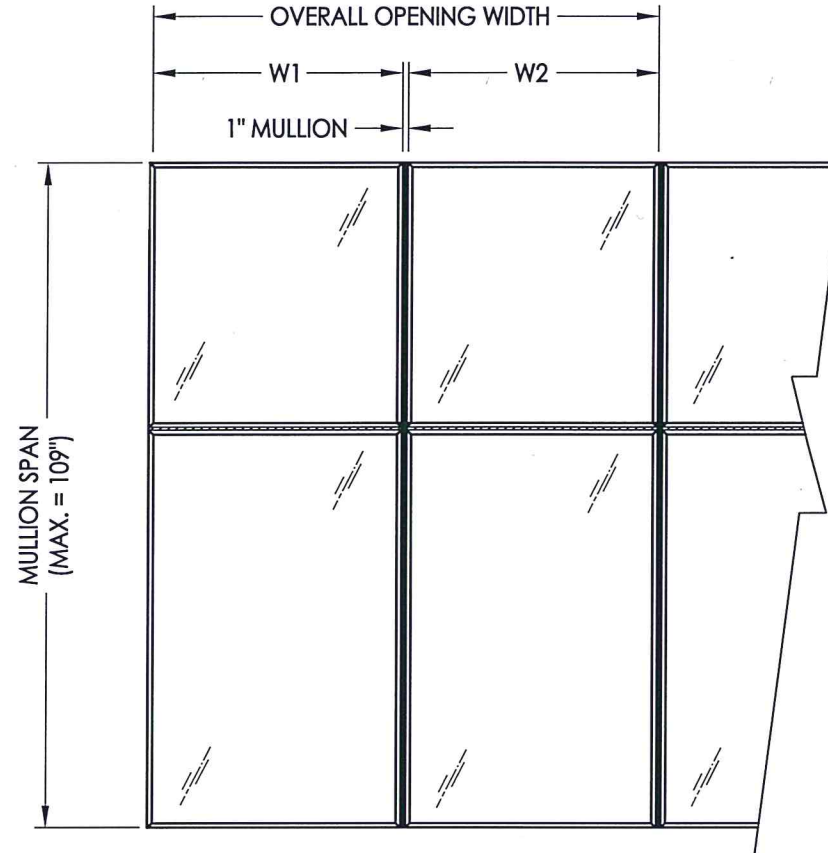 OVERALL OPENING WIDTH
W1
W2
1" MULLION
MULLION SPAN
(MAX. = 109")